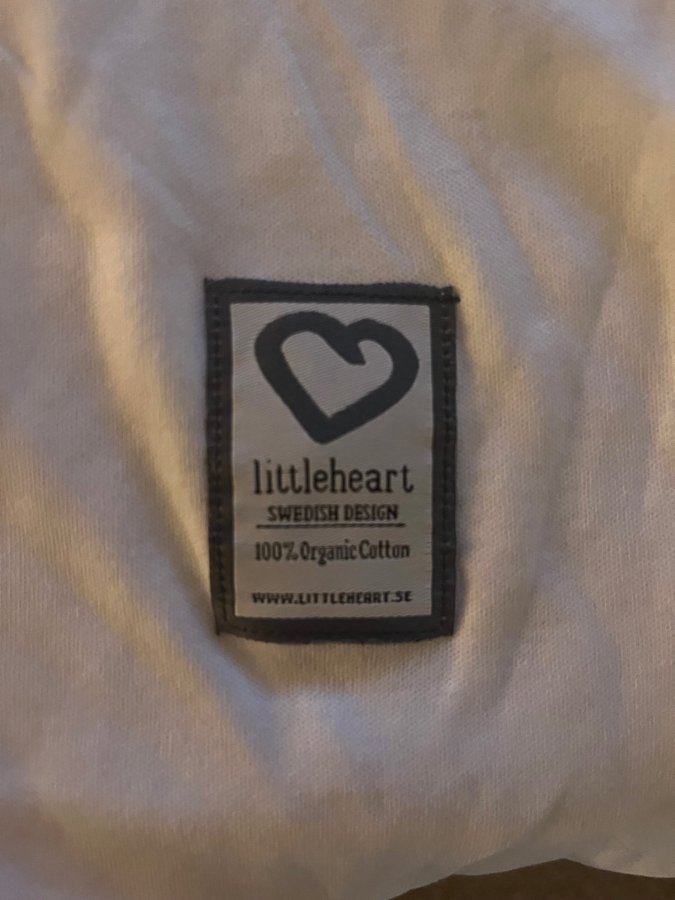 littleheart
SWEDISH DESIGN
100% Organic Cotton
WWW.LITTLEHEART.SE